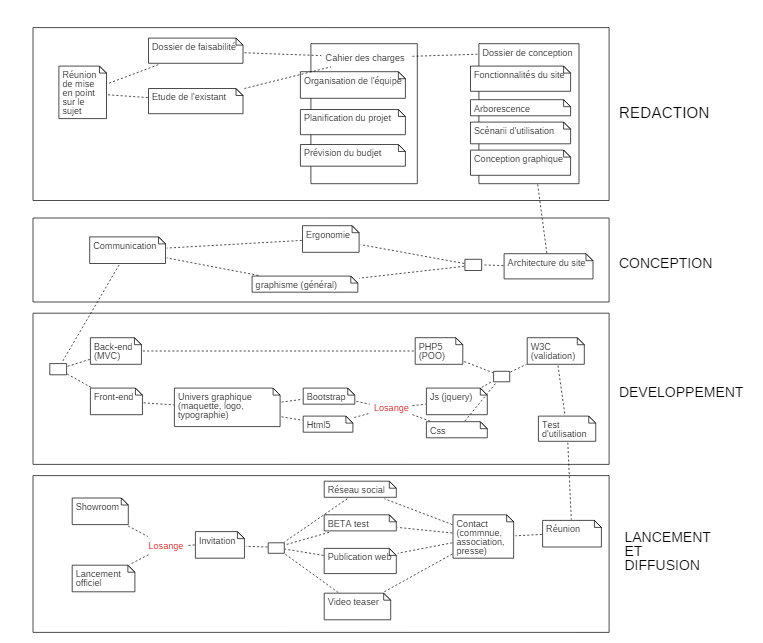 Dossier de faisabilité
Cahier des charges
Dossier de conception
Réunion
de mise
en point
sur le
sujet
Etude de l'existant
Organisation de l'équipe
Planification du projet
Prévision du budjet
Fonctionnalités du site
Arborescence
Scénarii d'utilisation
Conception graphique
REDACTION
Communication
Ergonomie
graphisme (général)
Architecture du site
CONCEPTION
Back-end
(MVC)
PHP5
(POO)
W3C
(validation)
Front-end
Univers graphique
(maquette, logo,
typographie)
Bootstrap
Html5
Losange
Js (jquery)
Css
Test
d'utilisation
DEVELOPPEMENT
Showroom
Lancement
officiel
Losange
Invitation
Réseau social
BETA test
Publication web
Video teaser
Contact
(commnue,
association,
presse)
Réunion
LANCEMENT
ET
DIFFUSION